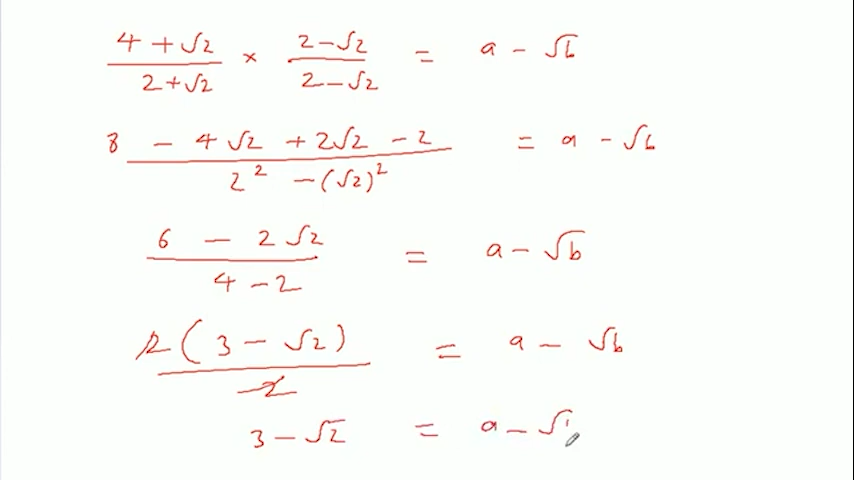 4 + √2 / 2 + √2 × 2 - √2 / 2 - √2 = a - √b
8 - 4√2 + 2√2 - 2 / 2² - (√2)² = a - √b
6 - 2√2 / 4 - 2 = a - √b
2(3 - √2) / 2 = a - √b
3 - √2 = a - √